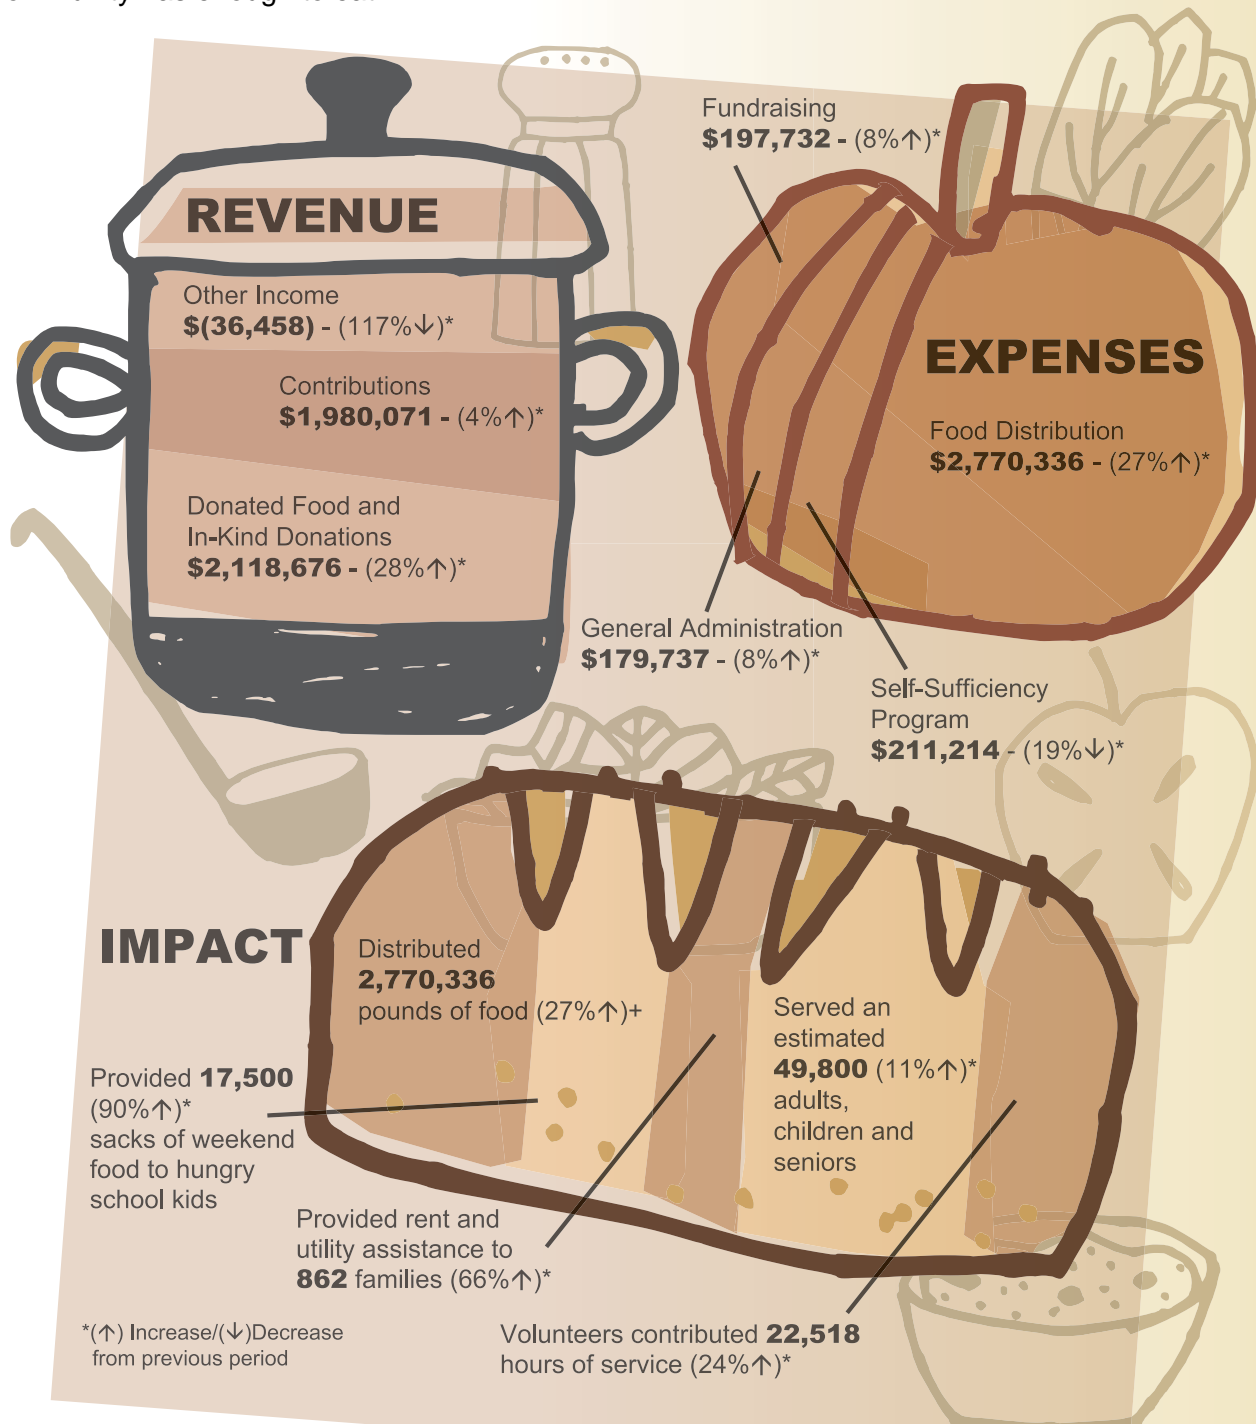 REVENUE
Other Income
$(36,458) - (117%↓)*
Contributions
$1,980,071 - (4%↑)*
Donated Food and
In-Kind Donations
$2,118,676 - (28%↑)*
Fundraising
$197,732 - (8%↑)*
EXPENSES
Food Distribution
$2,770,336 - (27%↑)*
General Administration
$179,737 - (8%↑)*
Self-Sufficiency
Program
$211,214 - (19%↓)*
IMPACT
Distributed
2,770,336
pounds of food (27%↑)+
Served an
estimated
49,800 (11%↑)*
adults,
children and
seniors
Provided 17,500
(90%↑)*
sacks of weekend
food to hungry
school kids
Provided rent and
utility assistance to
862 families (66%↑)*
Volunteers contributed 22,518
hours of service (24%↑)*
*(↑) Increase/(↓)Decrease
from previous period